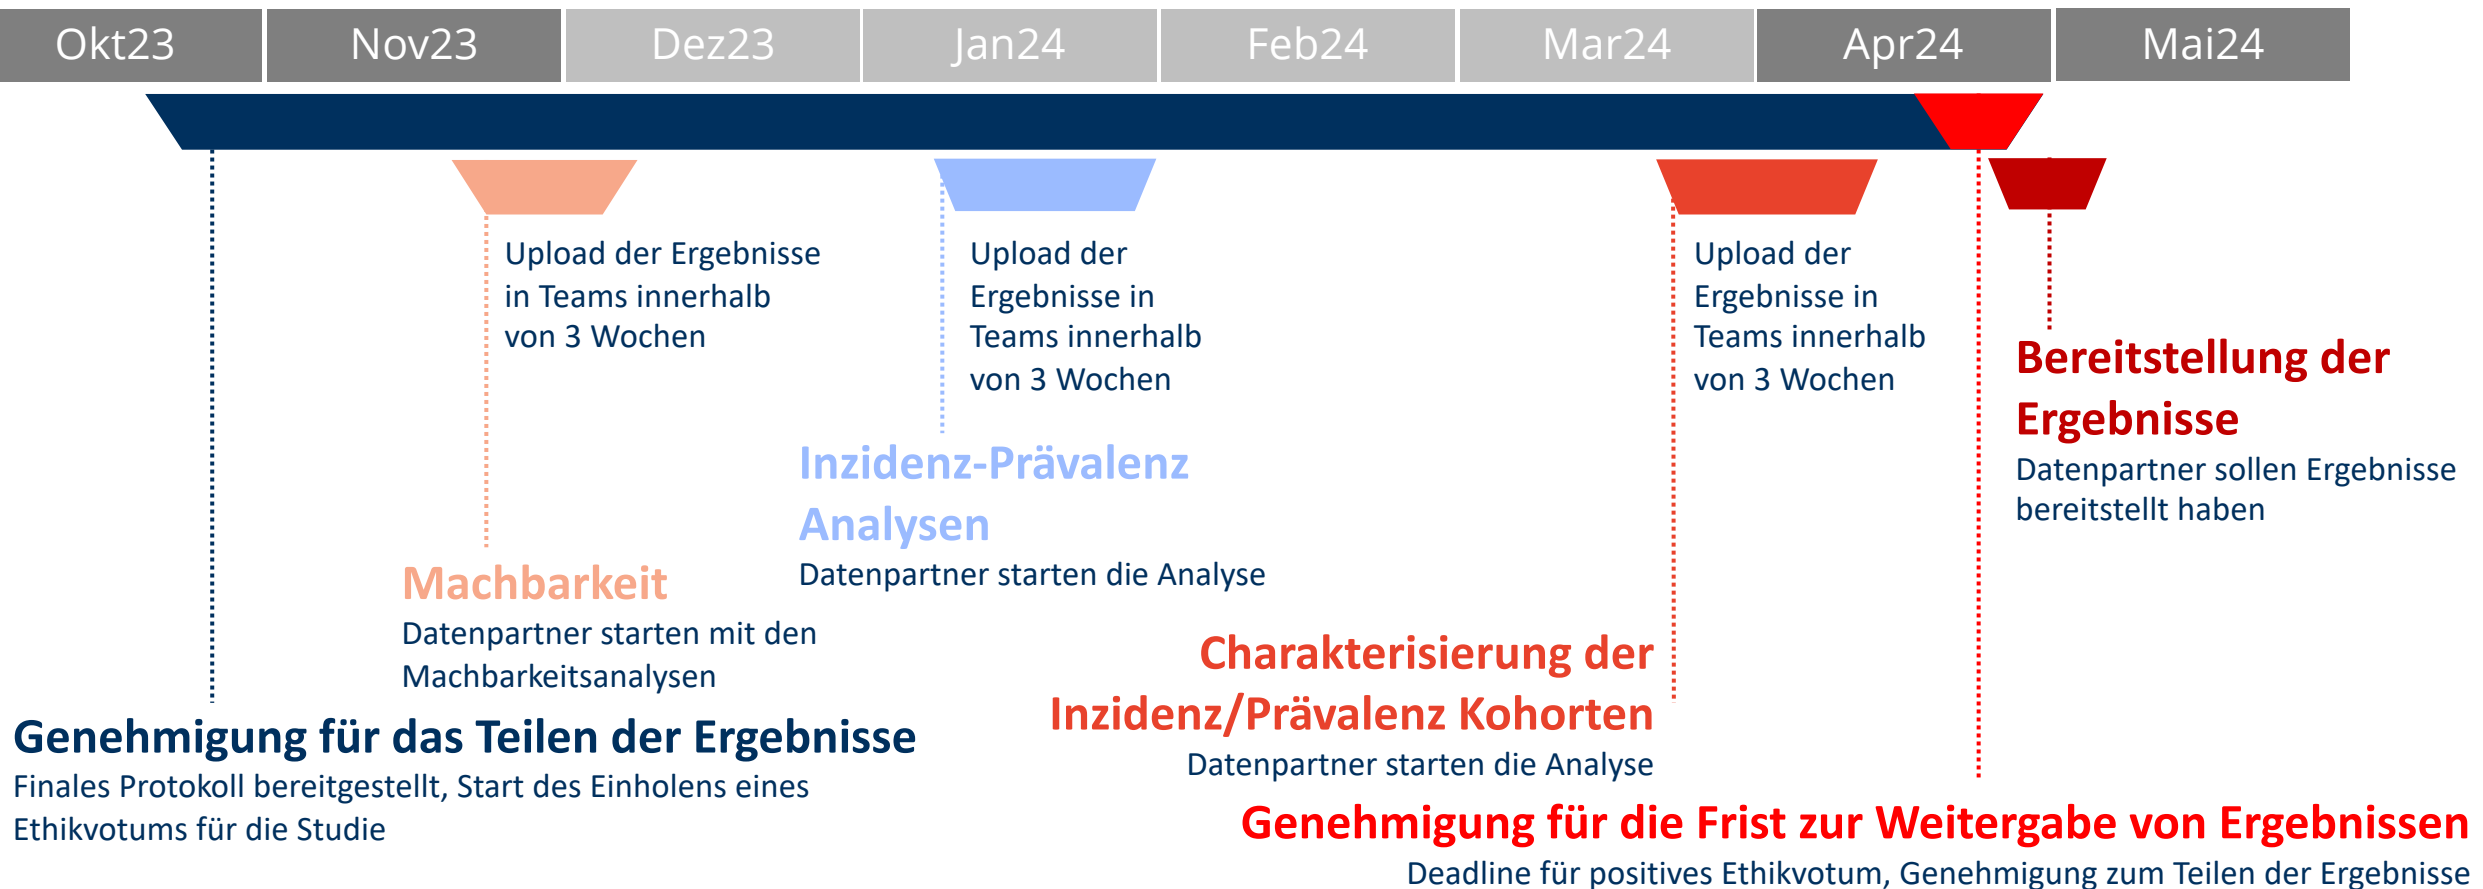 Okt23
Nov23
Dez23
Jan24
Feb24
Mar24
Apr24
Mai24
Upload der Ergebnisse
in Teams innerhalb
von 3 Wochen
Upload der
Ergebnisse in
Teams innerhalb
von 3 Wochen
Upload der
Ergebnisse in
Teams innerhalb
von 3 Wochen
Bereitstellung der
Ergebnisse
Datenpartner sollen Ergebnisse
bereitstellt haben
Inzidenz-Prävalenz
Analysen
Datenpartner starten die Analyse
Machbarkeit
Datenpartner starten mit den
Machbarkeitsanalysen
Charakterisierung der
Inzidenz/Prävalenz Kohorten
Datenpartner starten die Analyse
Genehmigung für das Teilen der Ergebnisse
Finales Protokoll bereitgestellt, Start des Einholens eines
Ethikvotums für die Studie
Genehmigung für die Frist zur Weitergabe von Ergebnissen
Deadline für positives Ethikvotum, Genehmigung zum Teilen der Ergebnisse